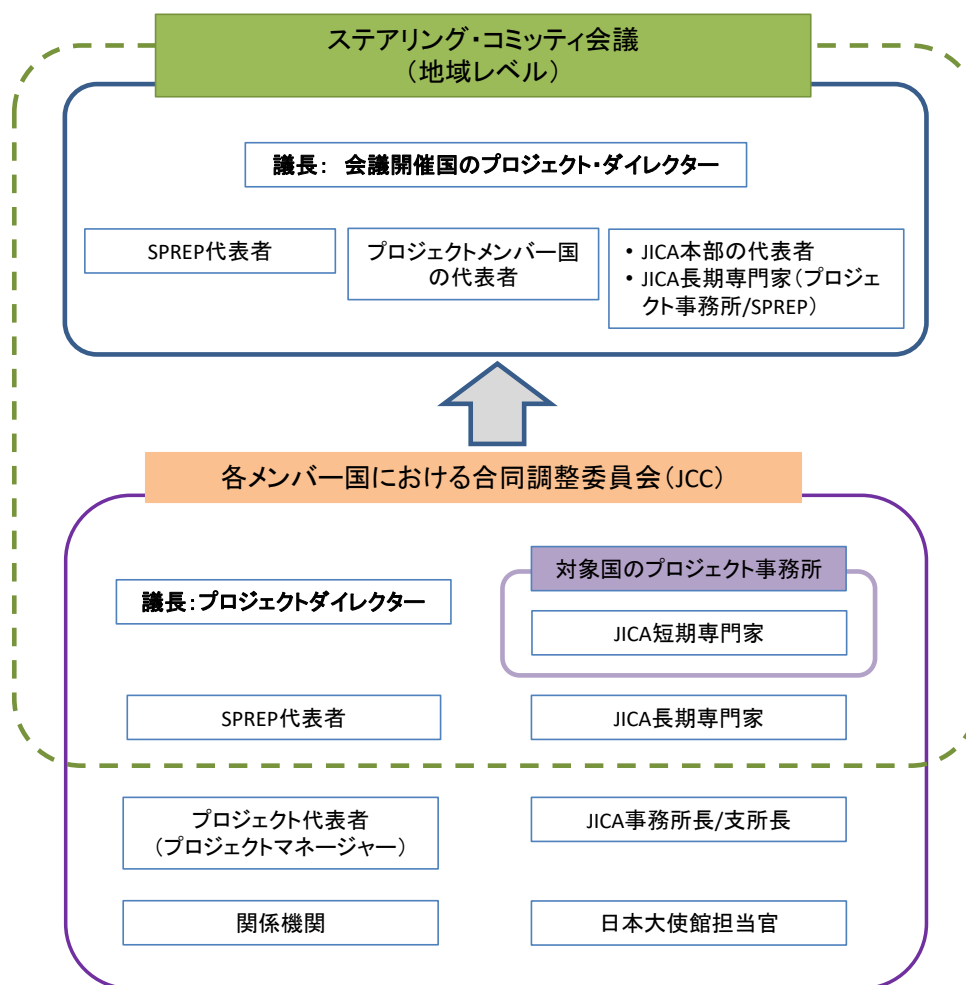 ステアリング・コミッティ会議
（地域レベル）
議長： 会議開催国のプロジェクト・ダイレクター
SPREP代表者
プロジェクトメンバー国
の代表者
• JICA本部の代表者
• JICA長期専門家（プロジェ
クト事務所/SPREP）
各メンバー国における合同調整委員会（JCC）
対象国のプロジェクト事務所
議長：プロジェクトダイレクター
JICA短期専門家
SPREP代表者
JICA長期専門家
プロジェクト代表者
（プロジェクトマネージャー）
JICA事務所長/支所長
関係機関
日本大使館担当官